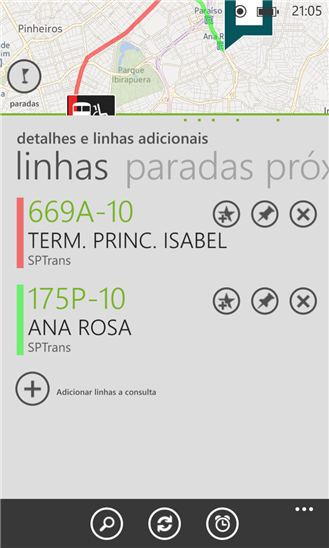 21:05
Pinheiros
Paraíso
Ana R
Parque
Ibirapuera
paradas
detalhes e linhas adicionais
linhas paradas próx
669A-10
TERM. PRINC. ISABEL
SPTrans
175P-10
ANA ROSA
SPTrans
Adicionar linhas a consulta